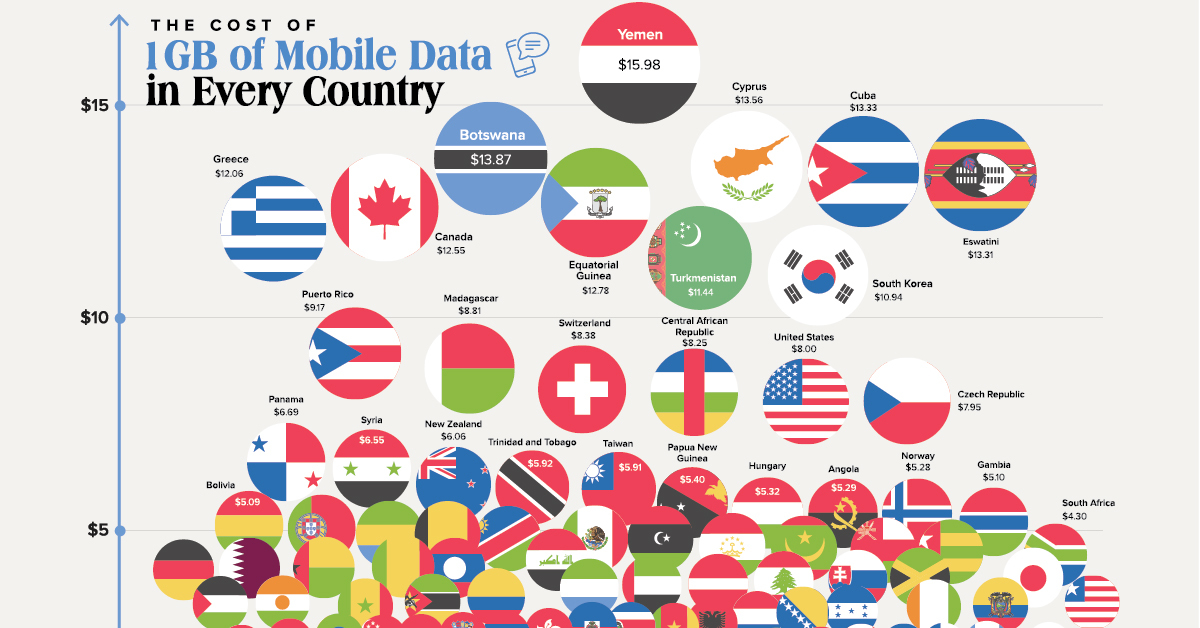 THE COST OF
1GB of Mobile Data
in Every Country
$15
$10
$5
Yemen
$15.98
Cyprus
$13.56
Cuba
$13.33
Botswana
$13.87
Greece
$12.06
Canada
$12.55
Equatorial
Guinea
$12.78
Turkmenistan
$11.44
Eswatini
$13.31
South Korea
$10.94
Puerto Rico
$9.17
Madagascar
$8.81
Switzerland
$8.38
Central African
Republic
$8.25
United States
$8.00
Czech Republic
$7.95
Panama
$6.69
Syria
$6.55
New Zealand
$6.06
Trinidad and Tobago
$5.92
Taiwan
$5.91
Papua New
Guinea
$5.40
Hungary
$5.32
Angola
$5.29
Norway
$5.28
Gambia
$5.10
Bolivia
$5.09
South Africa
$4.30